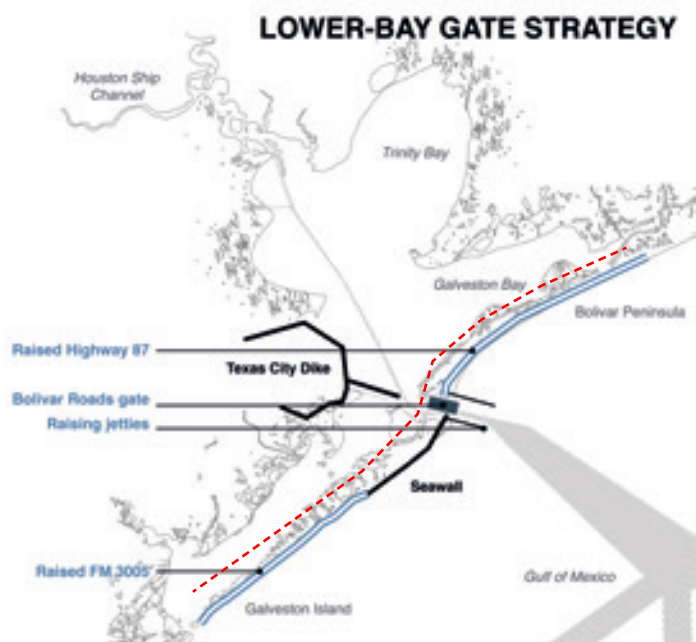 LOWER-BAY GATE STRATEGY
Houston Ship
Channel
Trinity Bay
Galveston Bay
Bolivar Peninsula
Raised Highway 87
Texas City Dike
Bolivar Roads gate
Raising jetties
Seawall
Raised FM 3005'
Gulf of Mexico
Galveston Island